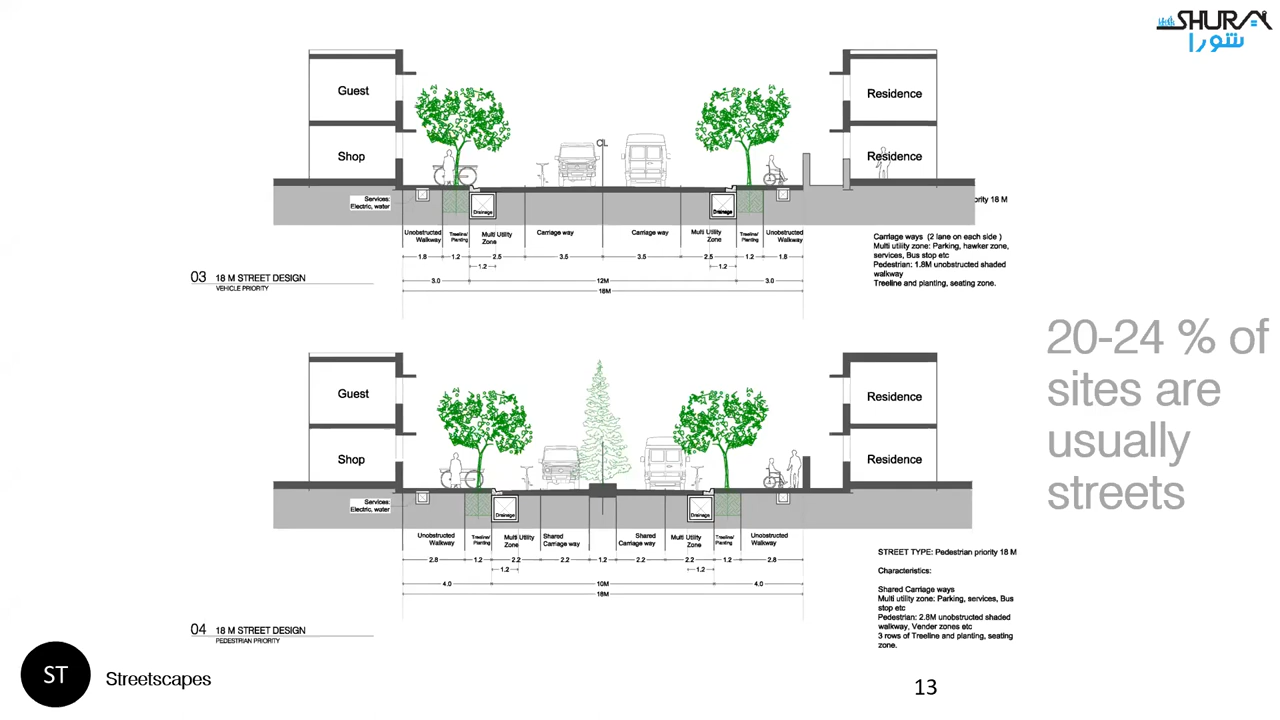 SHURA
شورا
Guest
Shop
Residence
Residence
CL
Services:
Electric, water
Drainage
Drainage
Unobstructed
Walkway
Treeline/
Planting
Multi Utility
Zone
Carriage way
Carriage way
Multi Utility
Zone
Treeline/
Planting
Unobstructed
Walkway
1.8 1.2 2.5 3.5 3.5 2.5 1.2 1.8
1.2 1.2
3.0 12M 3.0
18M
03 18 M STREET DESIGN
VEHICLE PRIORITY
ority 18 M
Carriage ways (2 lane on each side )
Multi utility zone: Parking, hawker zone,
services, Bus stop etc
Pedestrian: 1.8M unobstructed shaded
walkway
Treeline and planting, seating zone.
20-24 % of
sites are
usually
streets
Guest
Shop
Residence
Residence
Services:
Electric, water
Drainage
Drainage
Unobstructed
Walkway
Treeline/
Planting
Multi Utility
Zone
Shared
Carriage way
Shared
Carriage way
Multi Utility
Zone
Treeline/
Planting
Unobstructed
Walkway
2.8 1.2 2.2 2.2 2.2 2.2 1.2 2.8
1.2 1.2
4.0 10M 4.0
18M
04 18 M STREET DESIGN
PEDESTRIAN PRIORITY
STREET TYPE: Pedestrian priority 18 M
Characteristics:
Shared Carriage ways
Multi utility zone: Parking, services, Bus
stop etc
Pedestrian: 2.8M unobstructed shaded
walkway, Vender zones etc
3 rows of Treeline and planting, seating
zone.
ST
Streetscapes
13